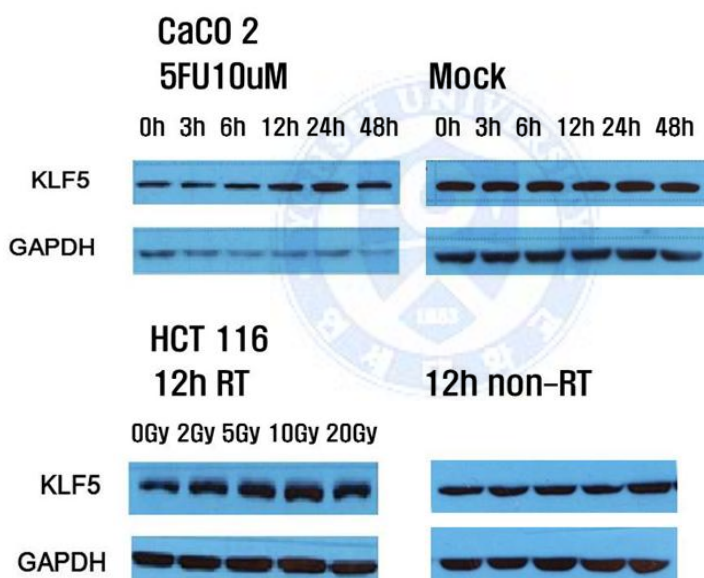 CaCO 2
5FU10uM
Mock
0h 3h 6h 12h 24h 48h
0h 3h 6h 12h 24h 48h
KLF5
GAPDH
HCT 116
12h RT
12h non-RT
0Gy 2Gy 5Gy 10Gy 20Gy
KLF5
GAPDH
1885